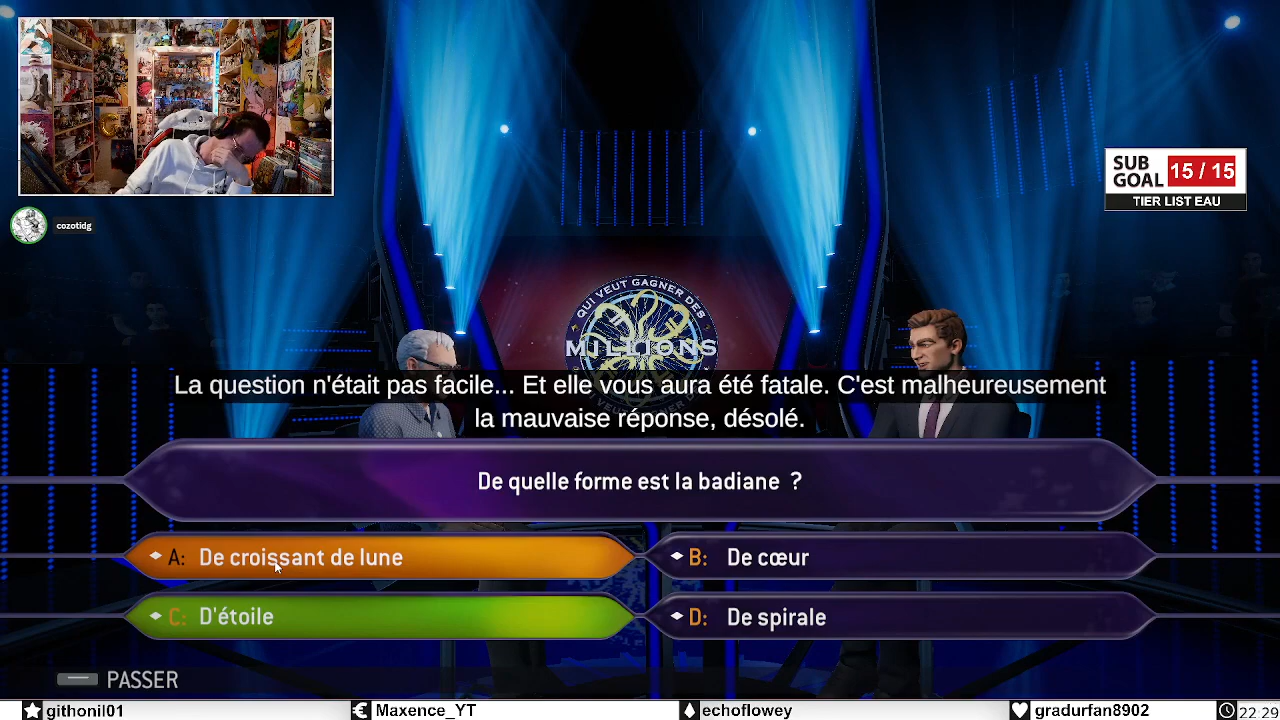 SUB
GOAL
15 / 15
TIER LIST EAU
cozotidg
QUI VEUT GAGNER DES
MILLIONS
La question n'était pas facile... Et elle vous aura été fatale. C'est malheureusement
la mauvaise réponse, désolé.
De quelle forme est la badiane ?
A: De croissant de lune
B: De cœur
C: D'étoile
D: De spirale
PASSER
githonil01
Maxence_YT
echoflowey
gradurfan8902
22:29